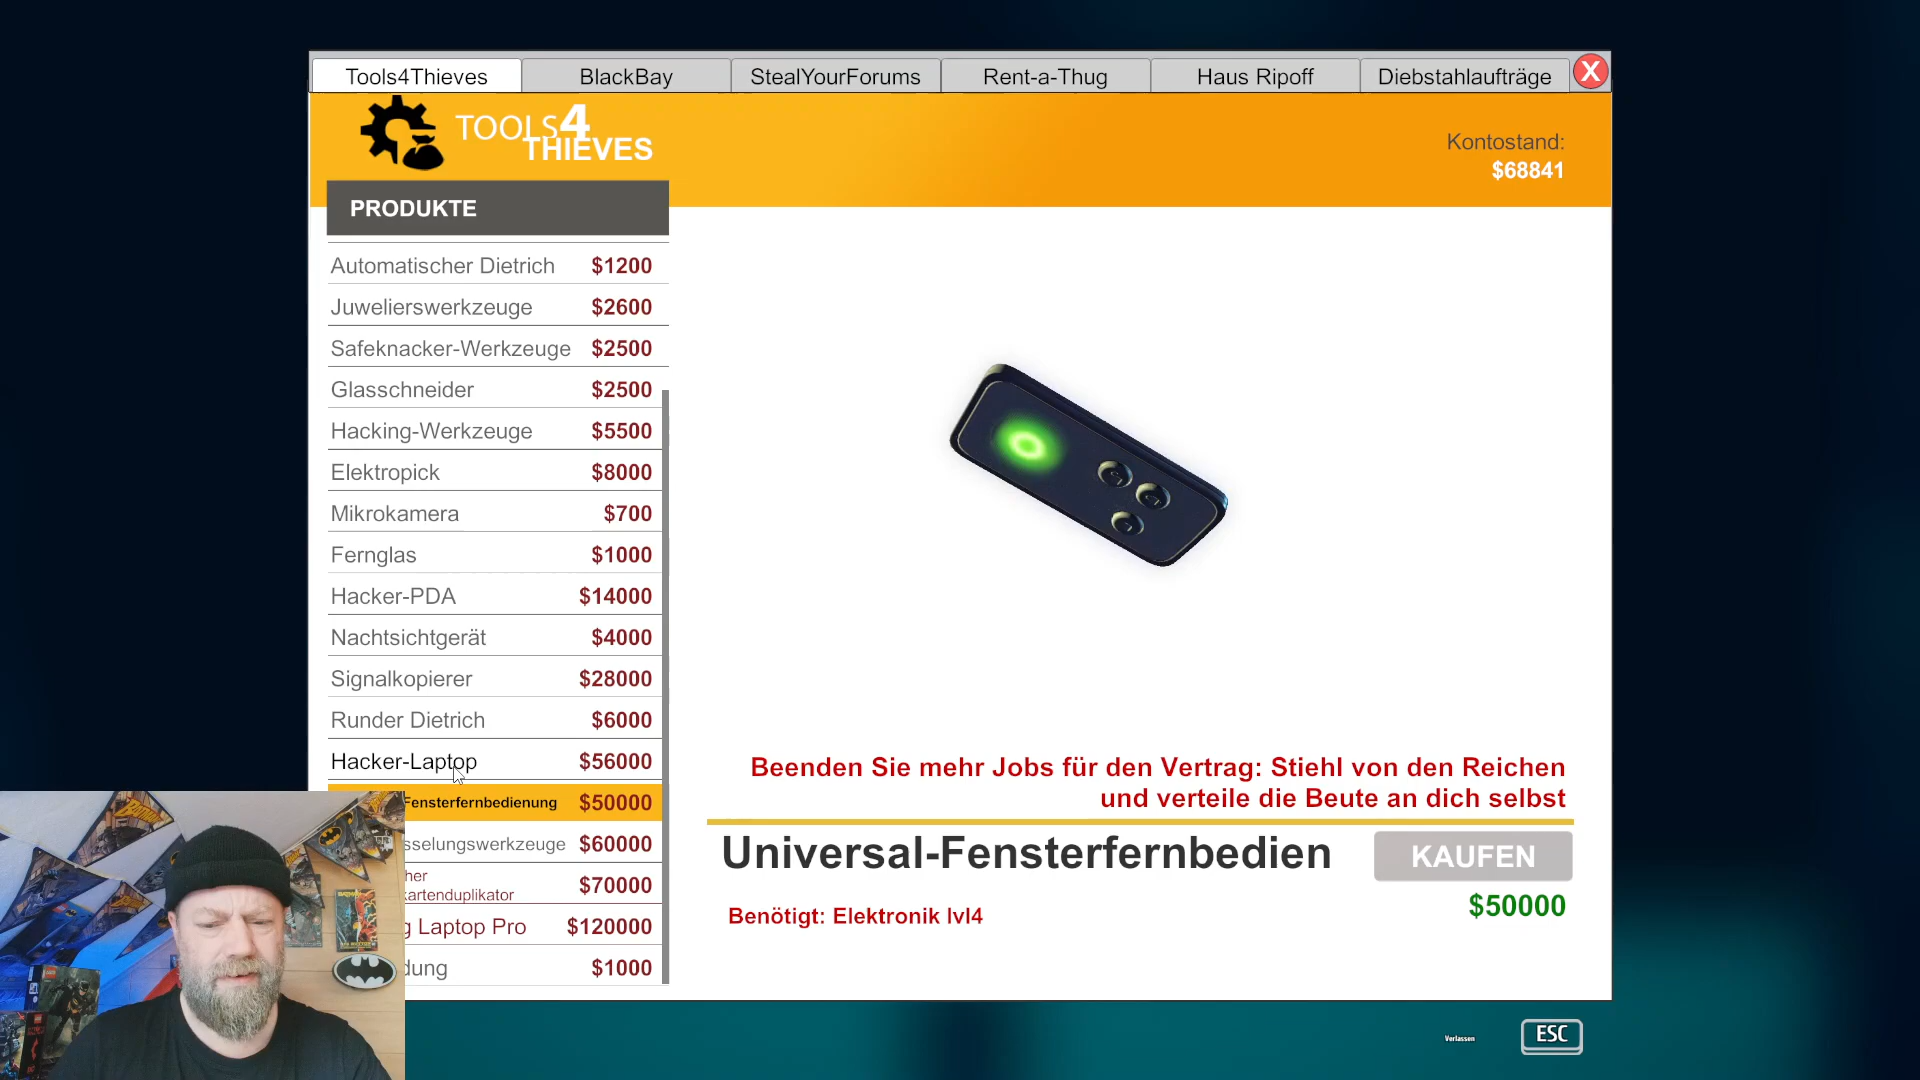 Tools4Thieves
BlackBay
StealYourForums
Rent-a-Thug
Haus Ripoff
Diebstahlaufträge
X
TOOLS4
THIEVES
Kontostand:
$68841
PRODUKTE
Automatischer Dietrich $1200
Juwelierswerkzeuge $2600
Safeknacker-Werkzeuge $2500
Glasschneider $2500
Hacking-Werkzeuge $5500
Elektropick $8000
Mikrokamera $700
Fernglas $1000
Hacker-PDA $14000
Nachtsichtgerät $4000
Signalkopierer $28000
Runder Dietrich $6000
Hacker-Laptop $56000
Fensterfernbedienung $50000
sselungswerkzeuge $60000
her
kartenduplikator $70000
g Laptop Pro $120000
dung $1000
Beenden Sie mehr Jobs für den Vertrag: Stiehl von den Reichen
und verteile die Beute an dich selbst
Universal-Fensterfernbedien
KAUFEN
Benötigt: Elektronik lvl4
$50000
Verlassen
ESC